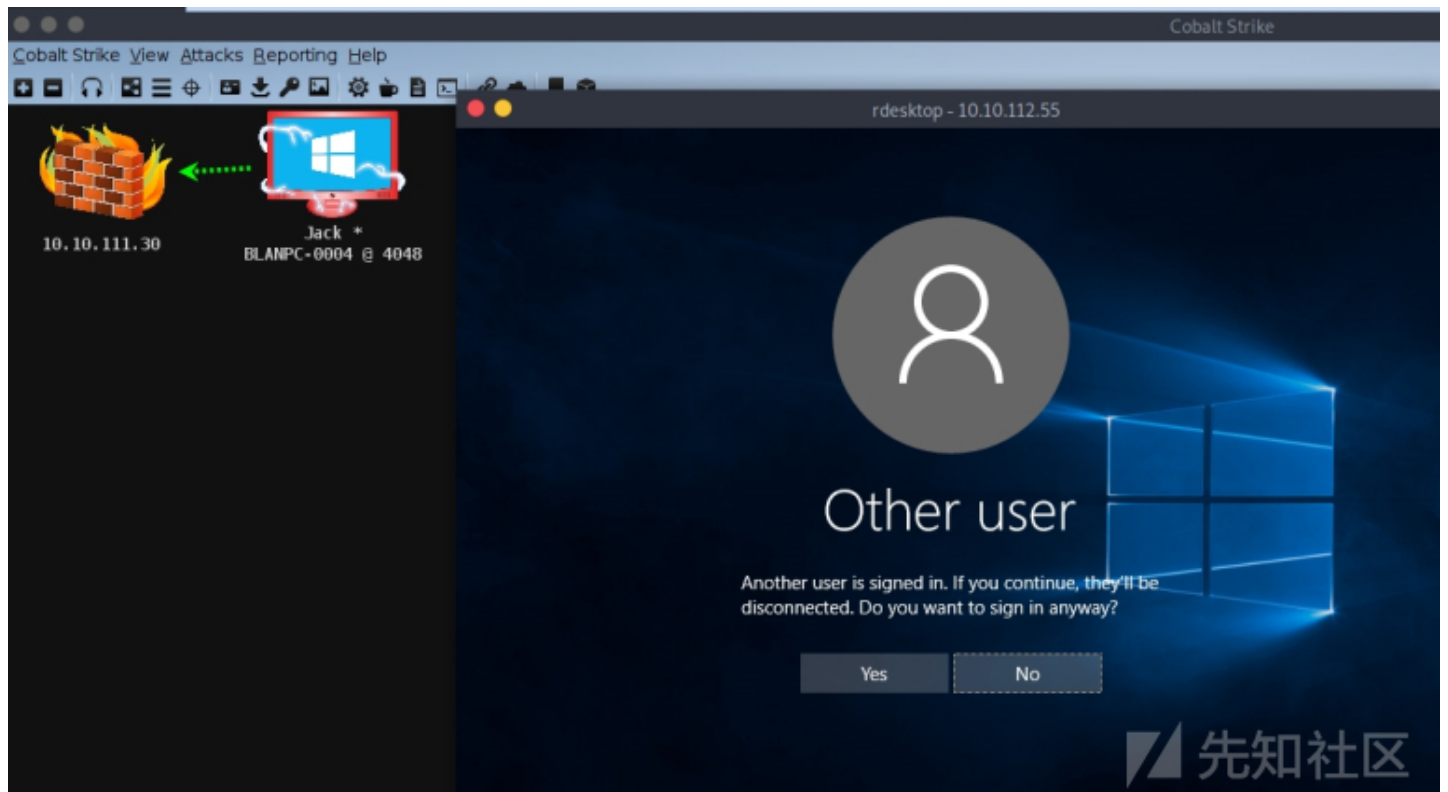 Cobalt Strike
Cobalt Strike View Attacks Reporting Help
rdesktop - 10.10.112.55
10.10.111.30
Jack *
BLANPC-0004 @ 4048
Other user
Another user is signed in. If you continue, they'll be
disconnected. Do you want to sign in anyway?
Yes
No
先知社区